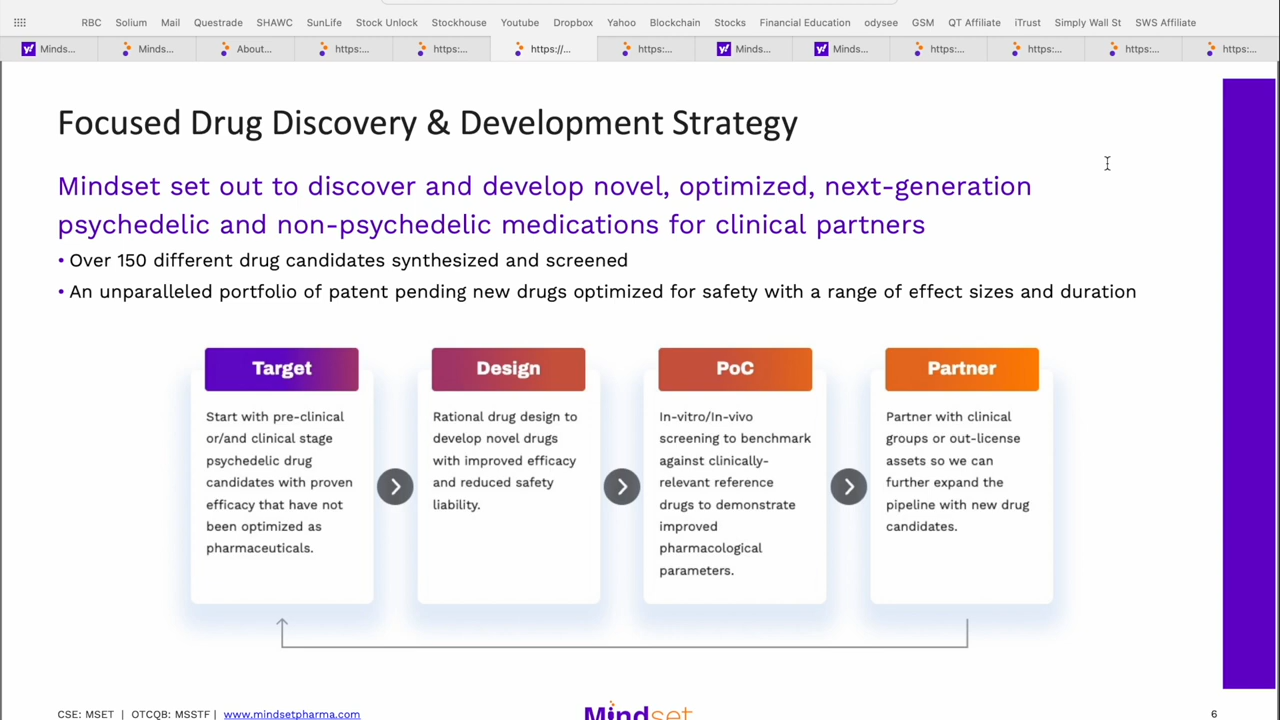 RBC Solium Mail Questrade SHAWC SunLife Stock Unlock Stockhouse Youtube Dropbox Yahoo Blockchain Stocks Financial Education odysee GSM QT Affiliate iTrust Simply Wall St SWS Affiliate
y! Minds... Minds... About... https:... https:... https://... https:... y! Minds... y! Minds... https:... https:... https:... https:...
Focused Drug Discovery & Development Strategy
Mindset set out to discover and develop novel, optimized, next-generation
psychedelic and non-psychedelic medications for clinical partners
• Over 150 different drug candidates synthesized and screened
• An unparalleled portfolio of patent pending new drugs optimized for safety with a range of effect sizes and duration
Target
Start with pre-clinical
or/and clinical stage
psychedelic drug
candidates with proven
efficacy that have not
been optimized as
pharmaceuticals.
Design
Rational drug design to
develop novel drugs
with improved efficacy
and reduced safety
liability.
PoC
In-vitro/In-vivo
screening to benchmark
against clinically-
relevant reference
drugs to demonstrate
improved
pharmacological
parameters.
Partner
Partner with clinical
groups or out-license
assets so we can
further expand the
pipeline with new drug
candidates.
CSE: MSET | OTCQB: MSSTF | www.mindsetpharma.com
Mindset
6